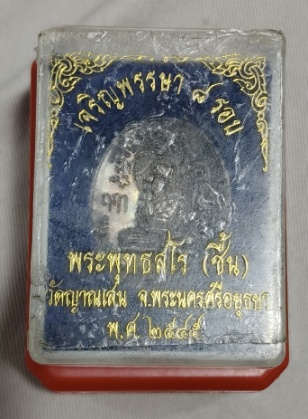 เจริญพรรษา ๘ รอบ
พระพุทธสโร (ชื้น)
วัดญาณเสน จ.พระนครศรีอยุธยา
พ.ศ. ๒๕๔๕